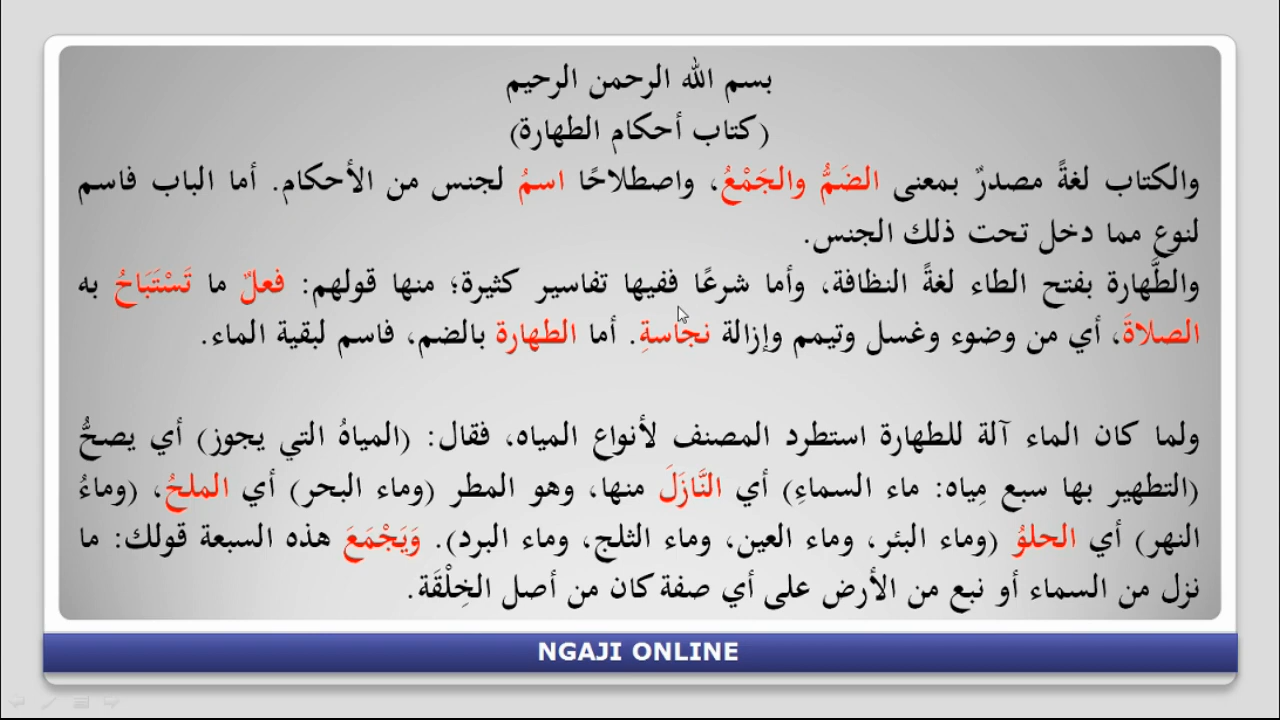 بسم الله الرحمن الرحيم
(كتاب أحكام الطهارة)
والكتاب لغةً مصدرٌ بمعنى الضَمُّ والجَمْعُ، واصطلاحًا اسمُ لجنس من الأحكام. أما الباب فاسم
لنوع مما دخل تحت ذلك الجنس.
والطَّهارة بفتح الطاء لغةً النظافة، وأما شرعًا ففيها تفاسير كثيرة؛ منها قولهم: فعلٌ ما تَسْتَبَاحُ به
الصلاةَ، أي من وضوء وغسل وتيمم وإزالة نجاسةِ. أما الطهارة بالضم، فاسم لبقية الماء.
ولما كان الماء آلة للطهارة استطرد المصنف لأنواع المياه، فقال: (المياهُ التي يجوز) أي يصحُّ
(التطهير بها سبع مِياه: ماء السماءِ) أي النَّازَلَ منها، وهو المطر (وماء البحر) أي الملحُ، (وماءُ
النهر) أي الحلوُ (وماء البئر، وماء العين، وماء الثلج، وماء البرد). وَيَجْمَعَ هذه السبعة قولك: ما
نزل من السماء أو نبع من الأرض على أي صفة كان من أصل الخِلْقَة.
NGAJI ONLINE